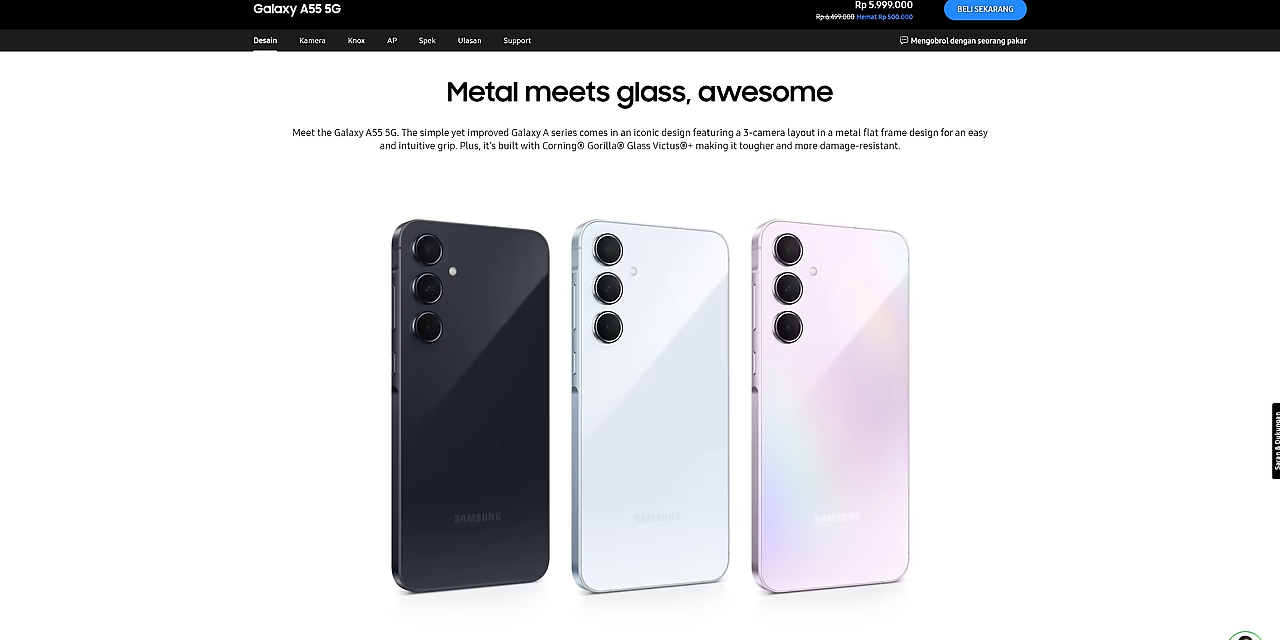 Galaxy A55 5G
Rp 5.999.000
Rp 6.499.000 Hemat Rp 500.000
BELI SEKARANG
Desain Kamera Knox AP Spek Ulasan Support
Mengobrol dengan seorang pakar
Metal meets glass, awesome
Meet the Galaxy A55 5G. The simple yet improved Galaxy A series comes in an iconic design featuring a 3-camera layout in a metal flat frame design for an easy
and intuitive grip. Plus, it's built with Corning® Gorilla® Glass Victus®+ making it tougher and more damage-resistant.
SAMSUNG
SAMSUNG
SAMSUNG
Saran & Dukungan